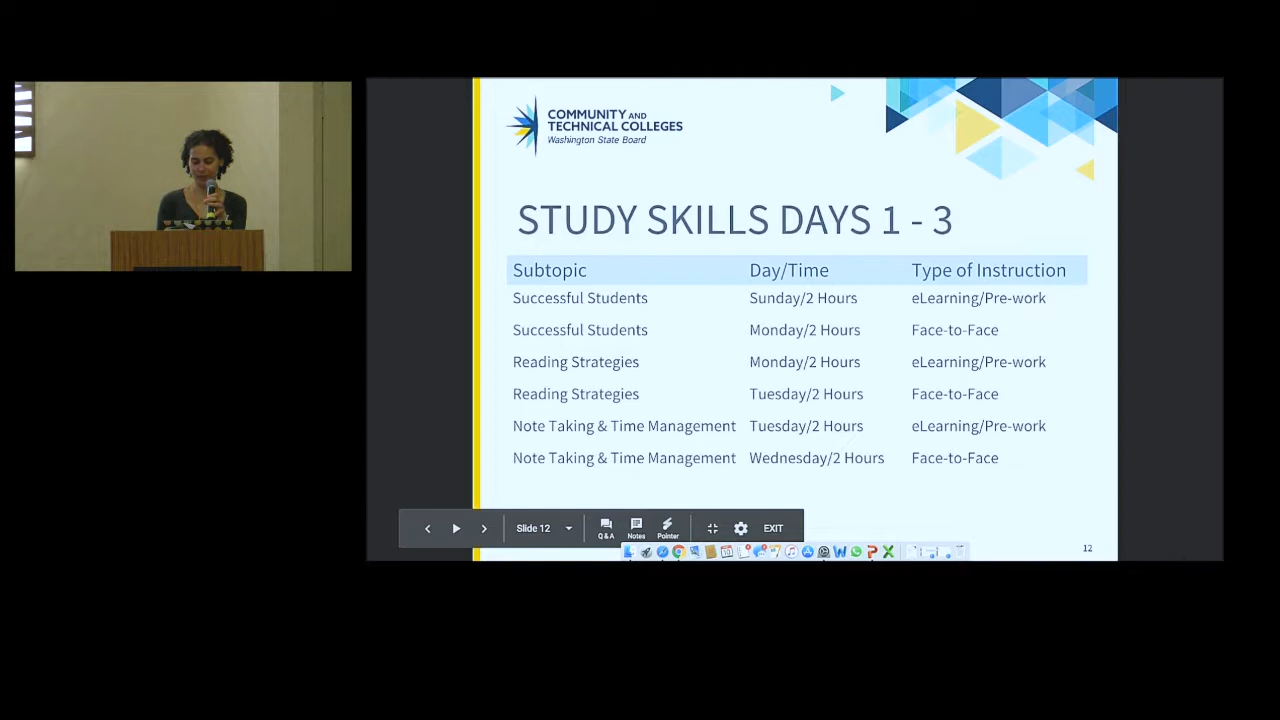 COMMUNITY AND
TECHNICAL COLLEGES
Washington State Board
STUDY SKILLS DAYS 1 - 3
Subtopic Day/Time Type of Instruction
Successful Students Sunday/2 Hours eLearning/Pre-work
Successful Students Monday/2 Hours Face-to-Face
Reading Strategies Monday/2 Hours eLearning/Pre-work
Reading Strategies Tuesday/2 Hours Face-to-Face
Note Taking & Time Management Tuesday/2 Hours eLearning/Pre-work
Note Taking & Time Management Wednesday/2 Hours Face-to-Face
Slide 12 Q & A Notes Pointer EXIT
12